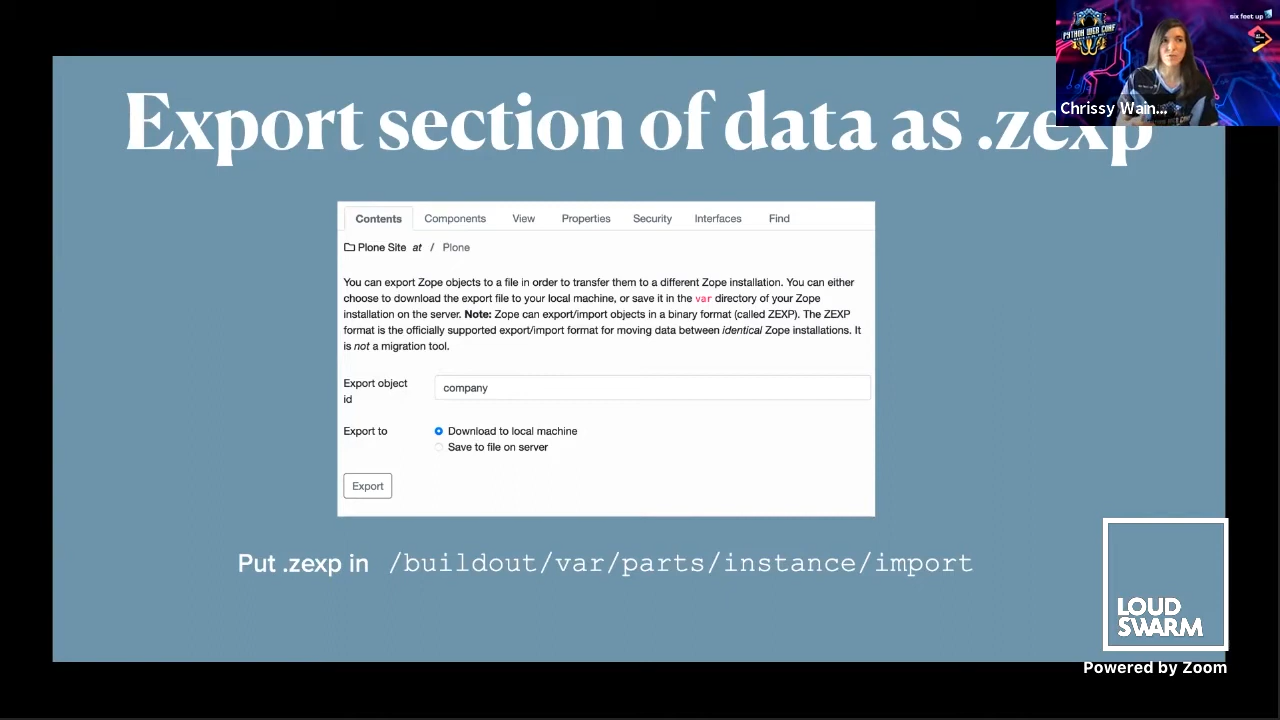 Export section of data as .zexp
PYTHON WEB CONF
six feet up
Chrissy Wain...
Contents Components View Properties Security Interfaces Find
Plone Site at / Plone
You can export Zope objects to a file in order to transfer them to a different Zope installation. You can either
choose to download the export file to your local machine, or save it in the var directory of your Zope
installation on the server. Note: Zope can export/import objects in a binary format (called ZEXP). The ZEXP
format is the officially supported export/import format for moving data between identical Zope installations. It
is not a migration tool.
Export object
id
company
Export to
Download to local machine
Save to file on server
Export
Put .zexp in /buildout/var/parts/instance/import
LOUD
SWARM
Powered by Zoom